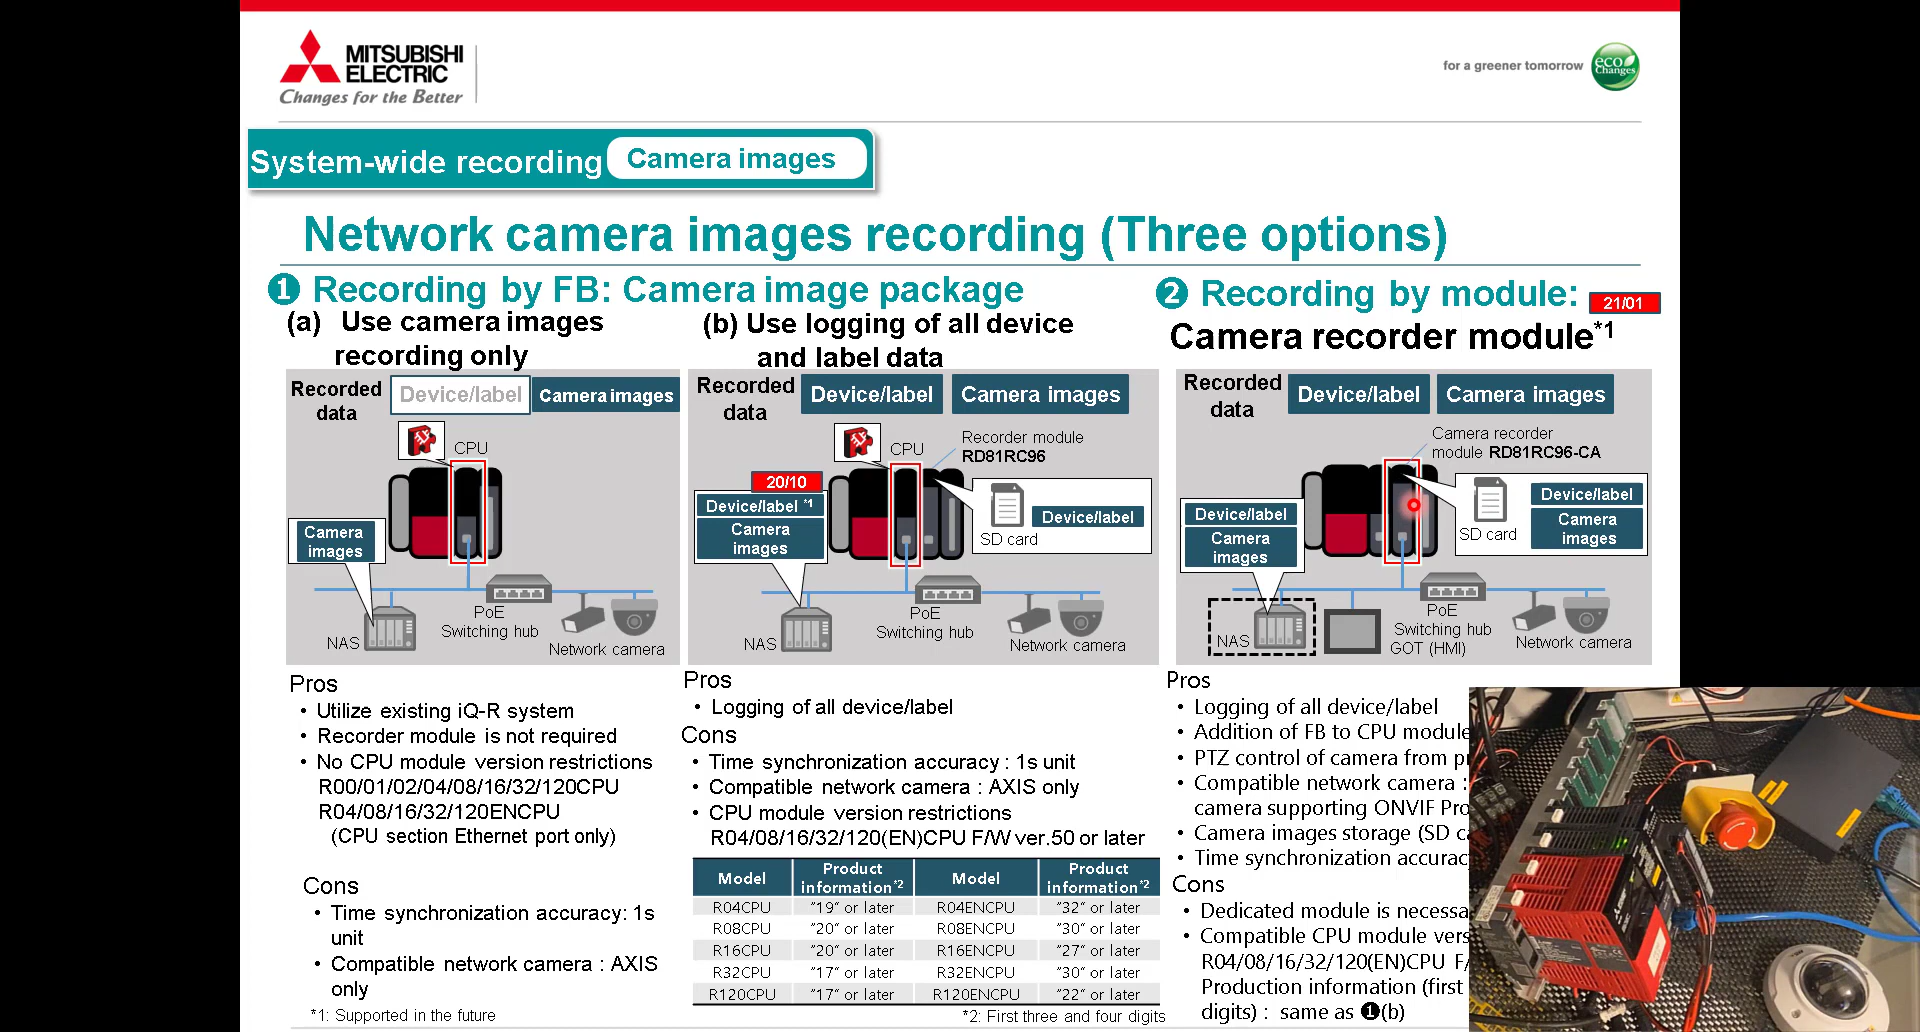 MITSUBISHI
ELECTRIC
Changes for the Better
for a greener tomorrow
eco
Changes
System-wide recording
Camera images
Network camera images recording (Three options)
❶ Recording by FB: Camera image package
(a) Use camera images
recording only
Recorded
data
Device/label
Camera images
CPU
Camera
images
NAS
PoE
Switching hub
Network camera
Pros
• Utilize existing iQ-R system
• Recorder module is not required
• No CPU module version restrictions
R00/01/02/04/08/16/32/120CPU
R04/08/16/32/120ENCPU
(CPU section Ethernet port only)
Cons
• Time synchronization accuracy: 1s
unit
• Compatible network camera : AXIS
only
*1: Supported in the future
(b) Use logging of all device
and label data
Recorded
data
Device/label
Camera images
CPU
Recorder module
RD81RC96
20/10
Device/label *1
Camera
images
Device/label
SD card
NAS
PoE
Switching hub
Network camera
Pros
• Logging of all device/label
Cons
• Time synchronization accuracy : 1s unit
• Compatible network camera : AXIS only
• CPU module version restrictions
R04/08/16/32/120(EN)CPU F/W ver.50 or later
Model Product information*2 Model Product information*2
R04CPU "19" or later R04ENCPU "32" or later
R08CPU "20" or later R08ENCPU "30" or later
R16CPU "20" or later R16ENCPU "27" or later
R32CPU "17" or later R32ENCPU "30" or later
R120CPU "17" or later R120ENCPU "22" or later
*2: First three and four digits
❷ Recording by module:
21/01
Camera recorder module*1
Recorded
data
Device/label
Camera images
Camera recorder
module RD81RC96-CA
Device/label
Camera
images
SD card
Device/label
Camera
images
NAS
PoE
Switching hub
GOT (HMI)
Network camera
Pros
• Logging of all device/label
• Addition of FB to CPU module
• PTZ control of camera from p
• Compatible network camera :
camera supporting ONVIF Pro
• Camera images storage (SD c
• Time synchronization accurac
Cons
• Dedicated module is necessa
• Compatible CPU module vers
R04/08/16/32/120(EN)CPU F/
Production information (first
digits) : same as ❶(b)